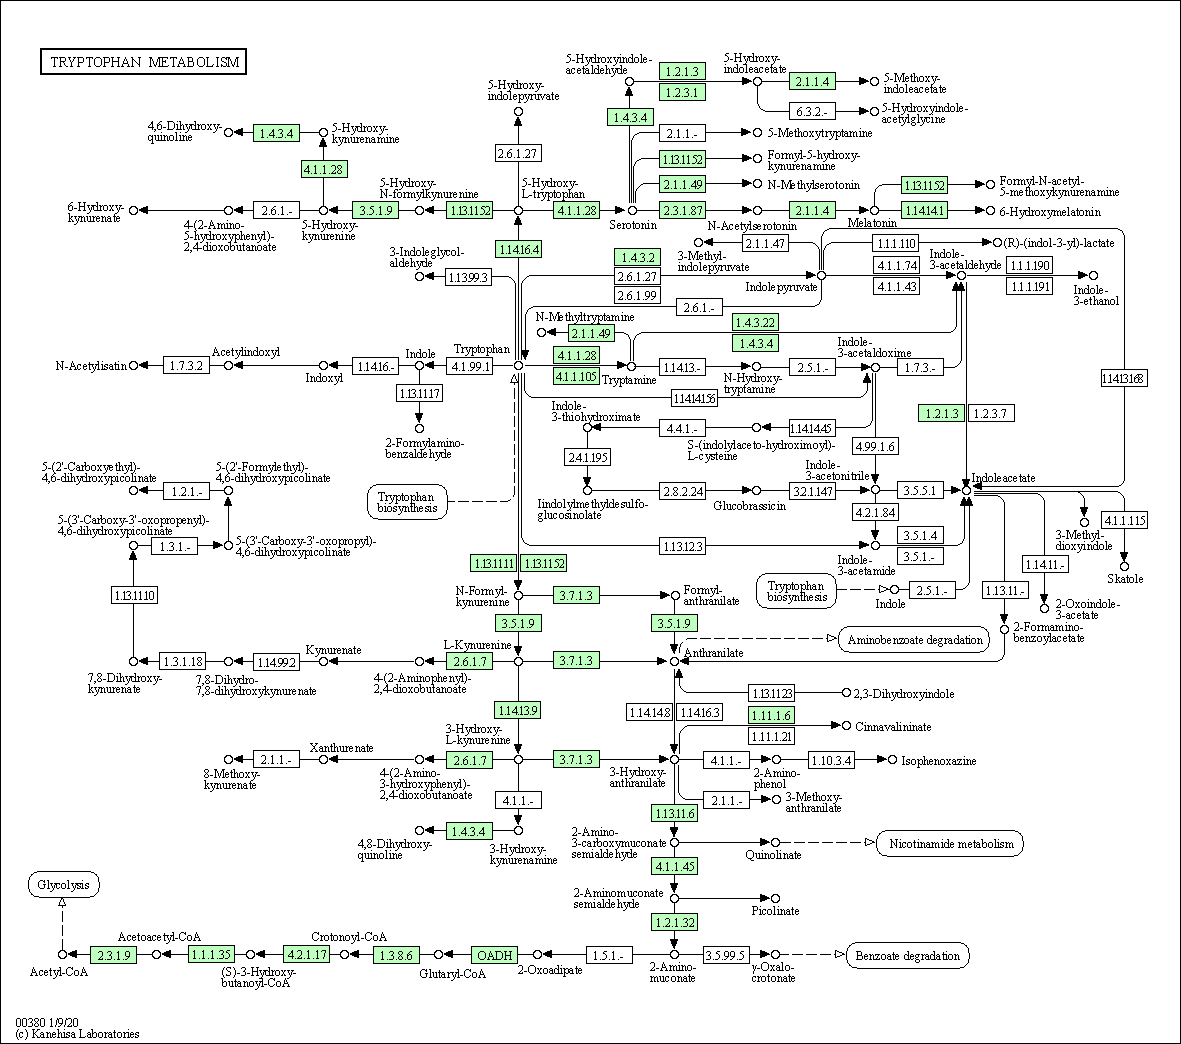 TRYPTOPHAN METABOLISM
5-Hydroxyindole-
acetaldehyde
1.2.1.3
1.2.3.1
5-Hydroxy-
indoleacetate
2.1.1.4
5-Methoxy-
indoleacetate
6.3.2.-
5-Hydroxyindole-
acetylglycine
5-Hydroxy-
indolepyruvate
1.4.3.4
2.1.1.-
5-Methoxytryptamine
4,6-Dihydroxy-
quinoline
1.4.3.4
5-Hydroxy-
kynurenamine
2.6.1.27
1.13.11.52
Formyl-5-hydroxy-
kynurenamine
4.1.1.28
5-Hydroxy-
N-formylkynurenine
5-Hydroxy-
L-tryptophan
2.1.1.49
N-Methylserotonin
1.13.11.52
Formyl-N-acetyl-
5-methoxykynurenamine
6-Hydroxy-
kynurenate
2.6.1.-
3.5.1.9
1.13.11.52
4.1.1.28
2.3.1.87
2.1.1.4
1.14.14.1
6-Hydroxymelatonin
4-(2-Amino-
5-hydroxyphenyl)-
2,4-dioxobutanoate
5-Hydroxy-
kynurenine
Serotonin
N-Acetylserotonin
Melatonin
1.14.16.4
3-Indoleglycol-
aldehyde
1.13.99.3
3-Methyl-
indolepyruvate
2.1.1.47
1.1.1.110
(R)-(indol-3-yl)-lactate
1.4.3.2
2.6.1.27
2.6.1.99
Indolepyruvate
4.1.1.74
4.1.1.43
Indole-
3-acetaldehyde
1.1.1.190
1.1.1.191
Indole-
3-ethanol
2.6.1.-
N-Methyltryptamine
2.1.1.49
1.4.3.22
1.4.3.4
N-Acetylisatin
1.7.3.2
Acetylindoxyl
Indoxyl
1.14.16.-
Indole
4.1.99.1
Tryptophan
4.1.1.28
4.1.1.105
Tryptamine
1.14.13.-
N-Hydroxy-
tryptamine
2.5.1.-
Indole-
3-acetaldoxime
1.7.3.-
1.13.11.17
2-Formylamino-
benzaldehyde
1.14.14.156
1.14.13.168
Indole-
3-thiohydroximate
4.4.1.-
S-(indolylaceto-hydroximoyl)-
L-cysteine
1.14.14.45
1.2.1.3
1.2.3.7
2.4.1.195
4.99.1.6
5-(2'-Carboxyethyl)-
4,6-dihydroxypicolinate
1.2.1.-
5-(2'-Formylethyl)-
4,6-dihydroxypicolinate
Tryptophan
biosynthesis
Iindolylmethyldesulfo-
glucosinolate
2.8.2.24
Glucobrassicin
3.2.1.147
Indole-
3-acetonitrile
3.5.5.1
Indoleacetate
4.2.1.84
5-(3'-Carboxy-3'-oxopropenyl)-
4,6-dihydroxypicolinate
1.3.1.-
5-(3'-Carboxy-3'-oxopropyl)-
4,6-dihydroxypicolinate
1.13.12.3
Indole-
3-acetamide
3.5.1.4
3.5.1.-
3-Methyl-
dioxyindole
4.1.1.115
Skatole
1.13.11.11
1.13.11.52
1.14.11.-
1.13.11.10
N-Formyl-
kynurenine
3.7.1.3
Formyl-
anthranilate
Tryptophan
biosynthesis
Indole
2.5.1.-
1.13.11.-
2-Oxoindole-
3-acetate
3.5.1.9
3.5.1.9
Aminobenzoate degradation
2-Formamino-
benzoylacetate
7,8-Dihydroxy-
kynurenate
1.3.1.18
7,8-Dihydro-
7,8-dihydroxykynurenate
1.14.99.2
Kynurenate
4-(2-Aminophenyl)-
2,4-dioxobutanoate
2.6.1.7
L-Kynurenine
3.7.1.3
Anthranilate
1.13.11.23
2,3-Dihydroxyindole
1.14.13.9
1.14.14.8
1.14.16.3
1.11.1.6
1.11.1.21
Cinnavalininate
8-Methoxy-
kynurenate
2.1.1.-
Xanthurenate
4-(2-Amino-
3-hydroxyphenyl)-
2,4-dioxobutanoate
2.6.1.7
3-Hydroxy-
L-kynurenine
3.7.1.3
3-Hydroxy-
anthranilate
4.1.1.-
2-Amino-
phenol
1.10.3.4
Isophenoxazine
4.1.1.-
2.1.1.-
3-Methoxy-
anthranilate
1.13.11.6
4,8-Dihydroxy-
quinoline
1.4.3.4
3-Hydroxy-
kynurenamine
2-Amino-
3-carboxymuconate
semialdehyde
Quinolinate
Nicotinamide metabolism
4.1.1.45
Glycolysis
2-Aminomuconate
semialdehyde
Picolinate
1.2.1.32
Acetyl-CoA
2.3.1.9
Acetoacetyl-CoA
1.1.1.35
(S)-3-Hydroxy-
butanoyl-CoA
4.2.1.17
Crotonoyl-CoA
1.3.8.6
Glutaryl-CoA
OADH
2-Oxoadipate
1.5.1.-
2-Amino-
muconate
3.5.99.5
γ-Oxalo-
crotonate
Benzoate degradation
00380 1/9/20
(c) Kanehisa Laboratories